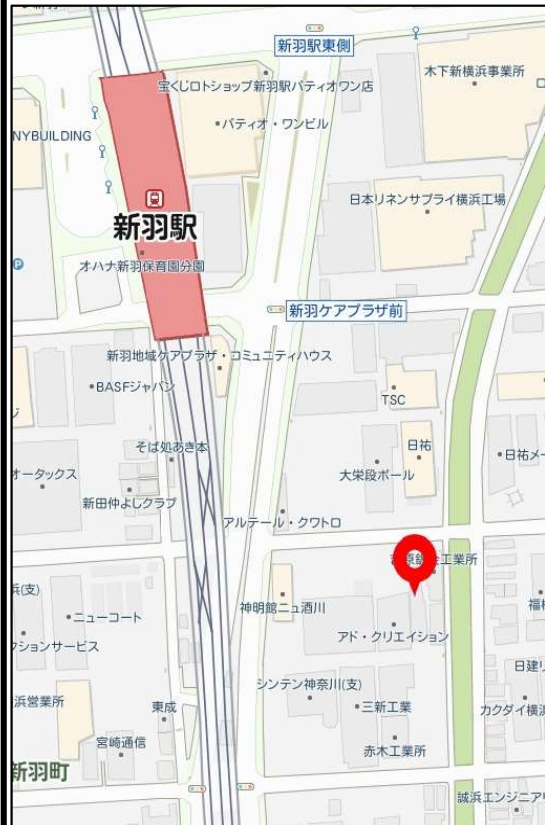 新羽駅東側
木下新横浜事業所
宝くじロトショップ新羽駅パティオワン店
パティオ・ワンビル
NYBUILDING
日本リネンサプライ横浜工場
新羽駅
オハナ新羽保育園分園
P
新羽ケアプラザ前
新羽地域ケアプラザ・コミュニティハウス
BASFジャパン
TSC
そば処あき本
日祐
大栄段ボール
日祐メー
オータックス
新田仲よしクラブ
アルテール・クワトロ
工業所
浜(支)
神明館ニュ酒川
ニューコート
アド・クリエイション
クションサービス
シンテン神奈川(支)
日建
浜営業所
東成
三新工業
カクダイ横浜
宮崎通信
赤木工業所
新羽町
誠浜エンジニア